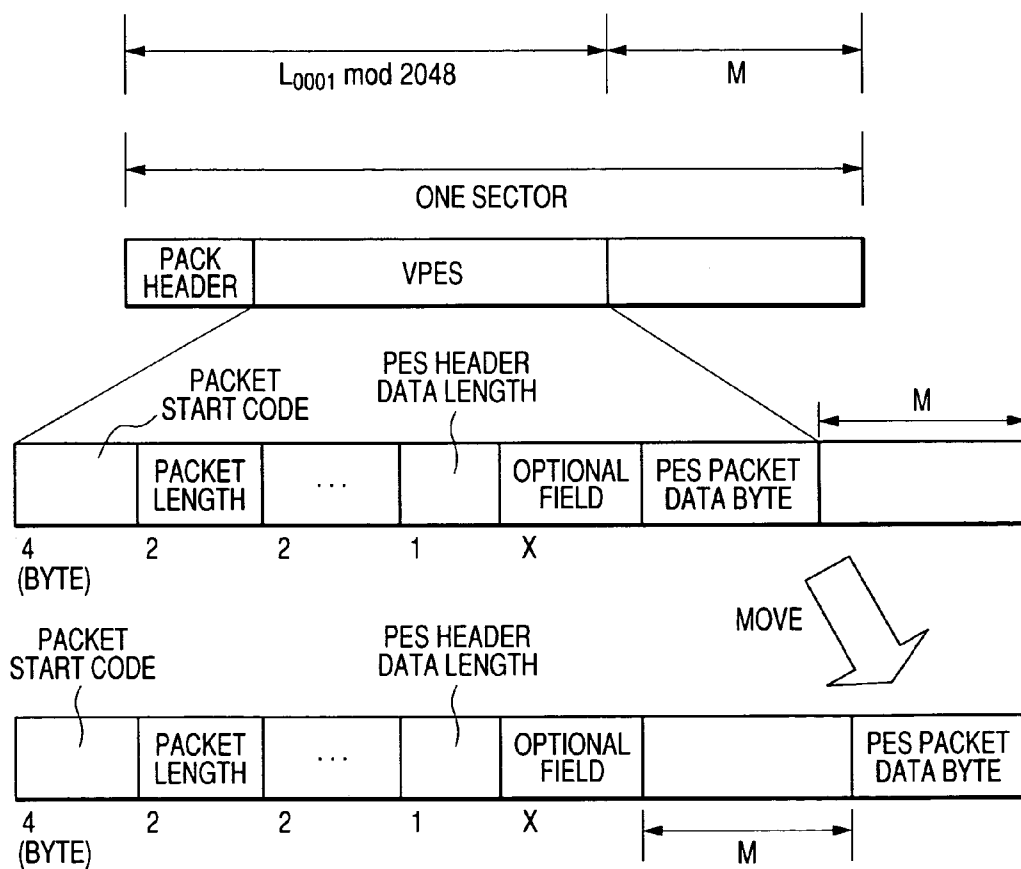 L0001 mod 2048
M
ONE SECTOR
PACK
HEADER
VPES
PACKET
START CODE
PES HEADER
DATA LENGTH
M
PACKET
LENGTH
...
OPTIONAL
FIELD
PES PACKET
DATA BYTE
4
(BYTE)
2
2
1
X
MOVE
PACKET
START CODE
PES HEADER
DATA LENGTH
PACKET
LENGTH
...
OPTIONAL
FIELD
PES PACKET
DATA BYTE
4
(BYTE)
2
2
1
X
M